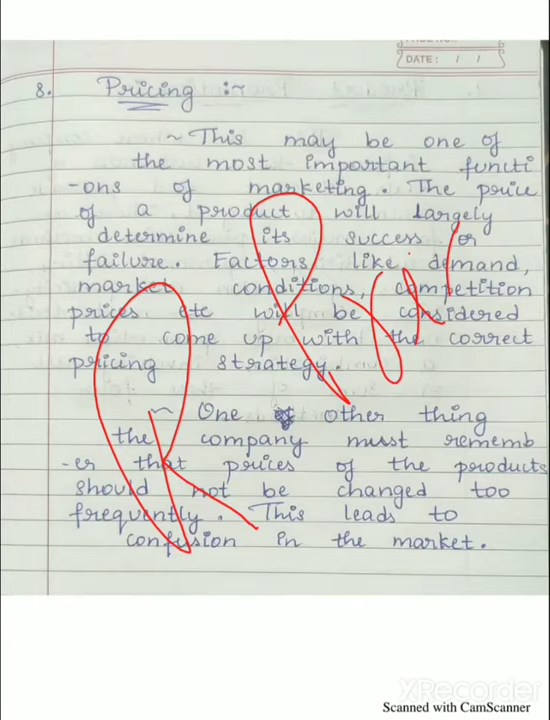 DATE: / /
8. Pricing :~
~ This may be one of
the most important functi
-ons of marketing. The price
of a product will largely
determine its success or
failure. Factors like demand,
market conditions, competition
prices etc will be considered
to come up with the correct
pricing strategy.
~ One other thing
the company must rememb
-er that prices of the products
should not be changed too
frequently. This leads to
confusion in the market.
XRecorder
Scanned with CamScanner